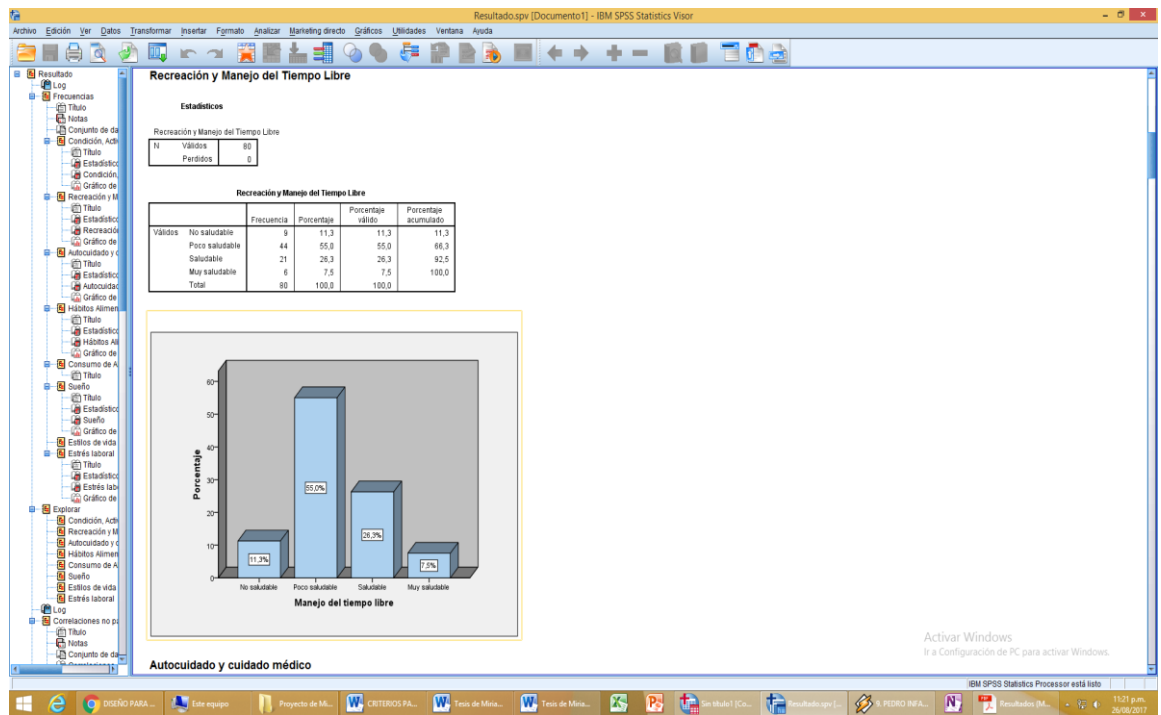 Resultado.spv [Documento1] - IBM SPSS Statistics Visor
Archivo Edición Ver Datos Transformar Insertar Formato Analizar Marketing directo Gráficos Utilidades Ventana Ayuda
Resultado
Log
Frecuencias
Título
Notas
Conjunto de da
Condición, Acti
Título
Estadístico
Condición,
Gráfico de
Recreación y M
Título
Estadístico
Recreación
Gráfico de
Autocuidado y c
Título
Estadístico
Autocuidad
Gráfico de
Hábitos Alimen
Título
Estadístico
Hábitos Ali
Gráfico de
Consumo de A
Título
Sueño
Título
Estadístico
Sueño
Gráfico de
Estilos de vida
Estrés laboral
Título
Estadístico
Estrés lab
Gráfico de
Explorar
Condición, Acti
Recreación y M
Autocuidado y c
Hábitos Alimen
Consumo de A
Sueño
Estilos de vida
Estrés laboral
Log
Correlaciones no pa
Título
Notas
Conjunto de da
Recreación y Manejo del Tiempo Libre
Estadísticos
Recreación y Manejo del Tiempo Libre
N Válidos 80
Perdidos 0
Recreación y Manejo del Tiempo Libre
Frecuencia Porcentaje Porcentaje válido Porcentaje acumulado
Válidos No saludable 9 11,3 11,3 11,3
Poco saludable 44 55,0 55,0 66,3
Saludable 21 26,3 26,3 92,5
Muy saludable 6 7,5 7,5 100,0
Total 80 100,0 100,0
Porcentaje
60
50
40
30
20
10
0
11,3%
55,0%
26,3%
7,5%
No saludable Poco saludable Saludable Muy saludable
Manejo del tiempo libre
Autocuidado y cuidado médico
Activar Windows
Ir a Configuración de PC para activar Windows.
IBM SPSS Statistics Processor está listo
DISEÑO PARA ... Este equipo Proyecto de Mi... CRITERIOS PA... Tesis de Miria... Tesis de Miria... Sin título1 [Co... Resultado.spv [... 9. PEDRO INFA... Resultados (M...
11:21 p.m.
26/08/2017